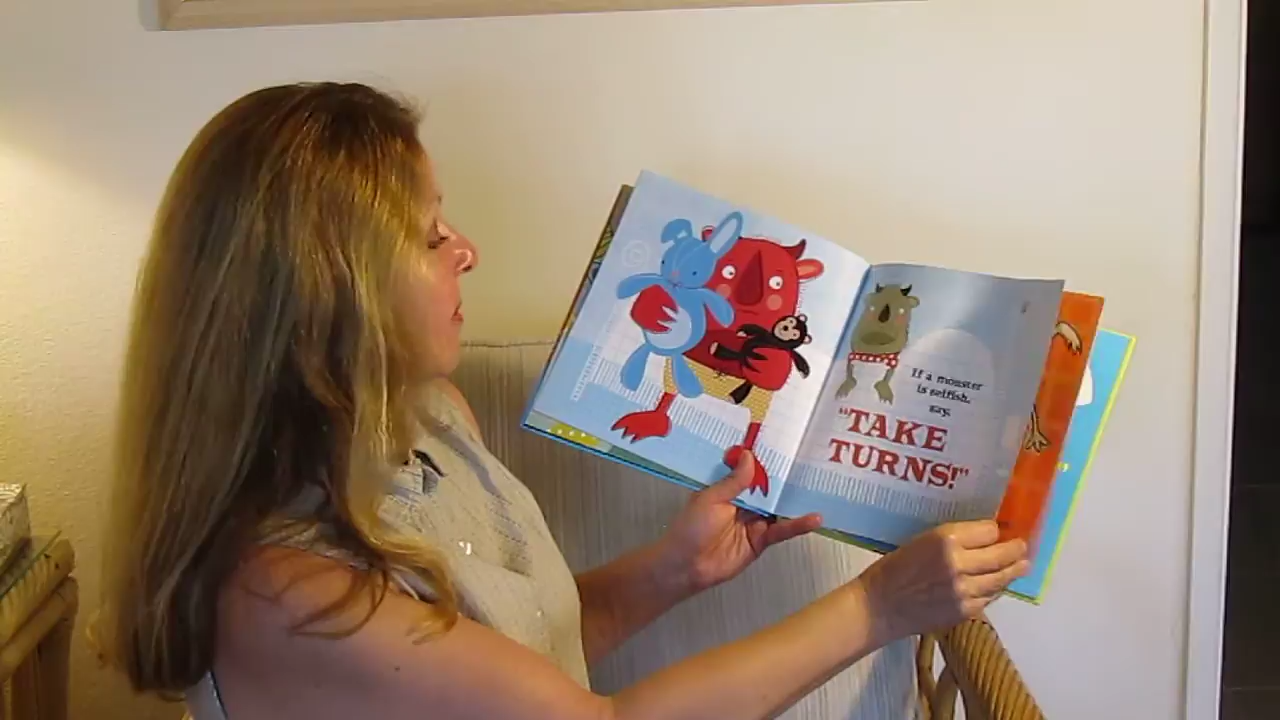 If a monster
is selfish,
say,
"TAKE
TURNS!"